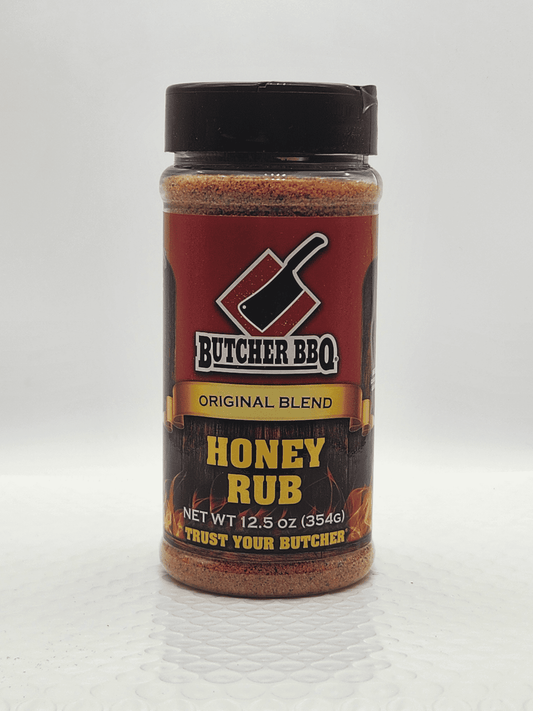 BUTCHER BBQ
ORIGINAL BLEND
HONEY
RUB
NET WT 12.5 oz (354G)
TRUST YOUR BUTCHER